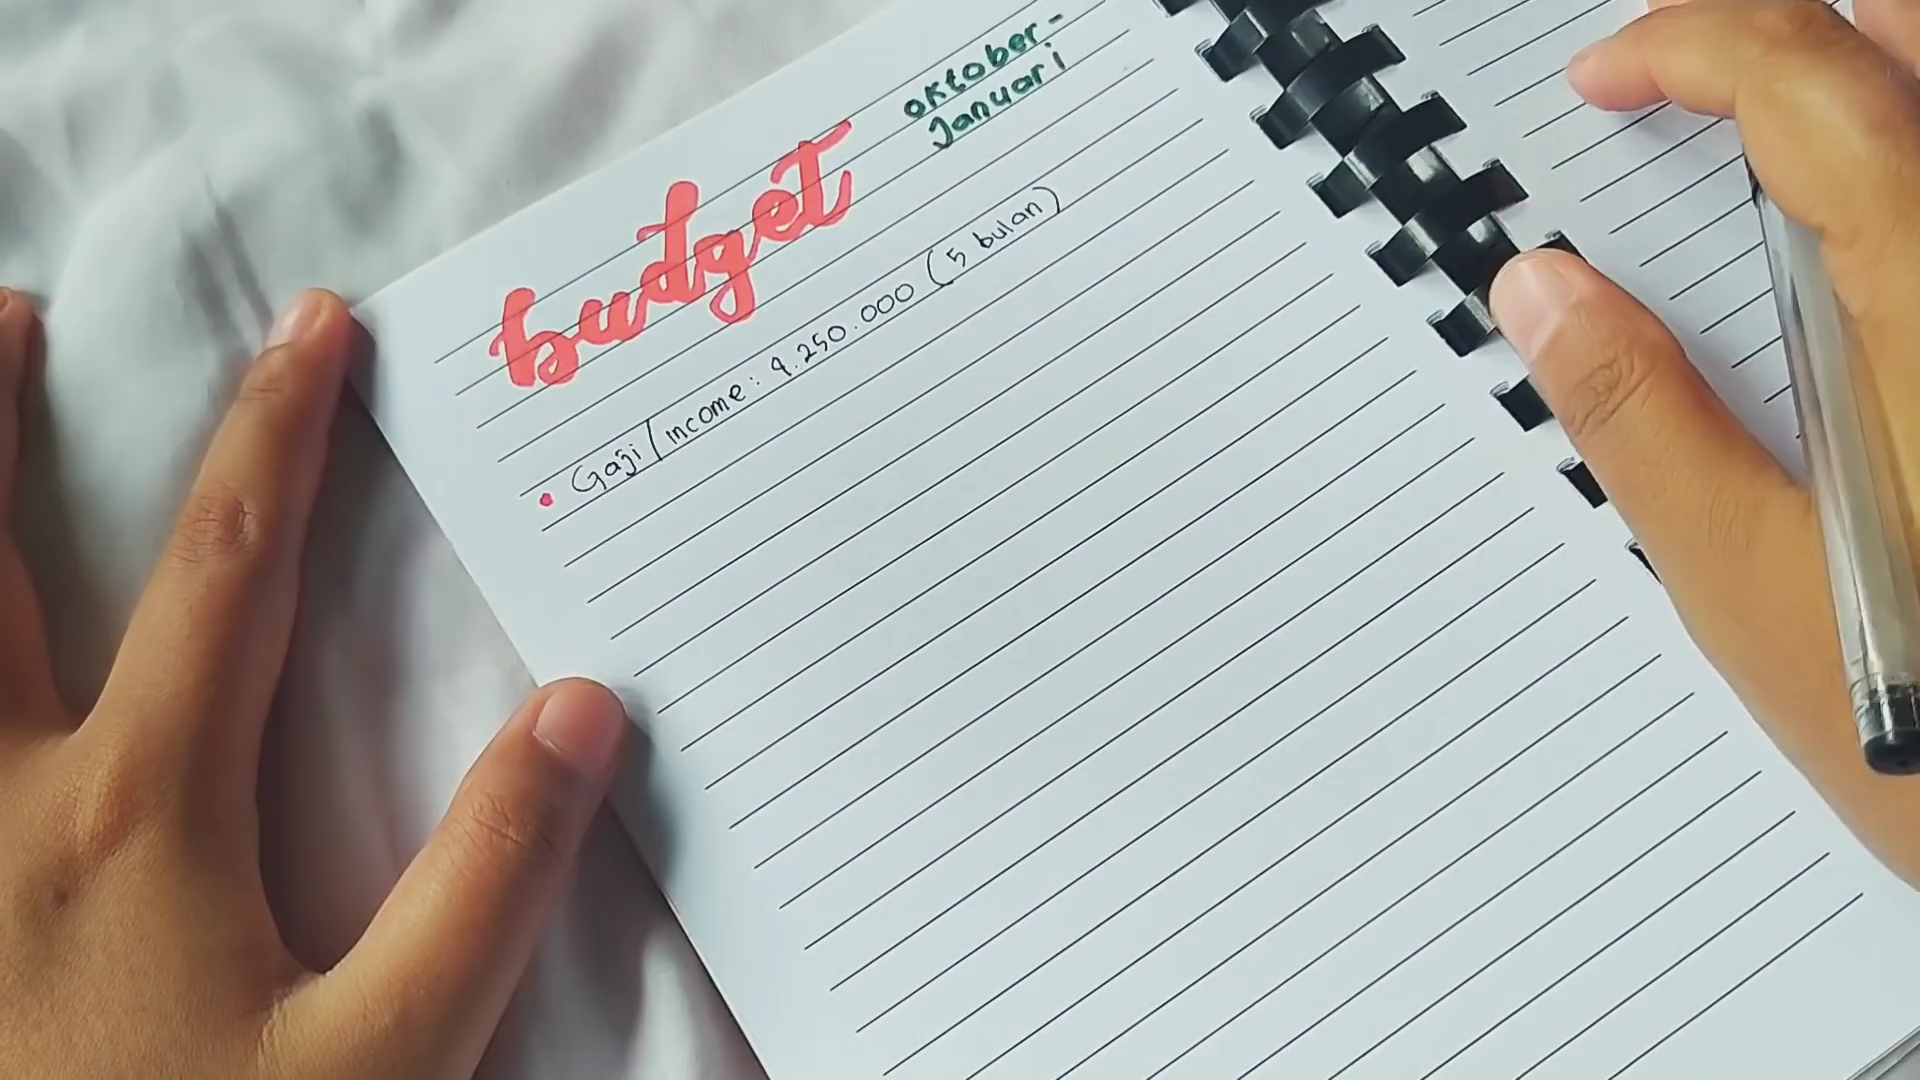 budget
oktober -
Januari
• Gaji/income: 9.250.000 (5 bulan)